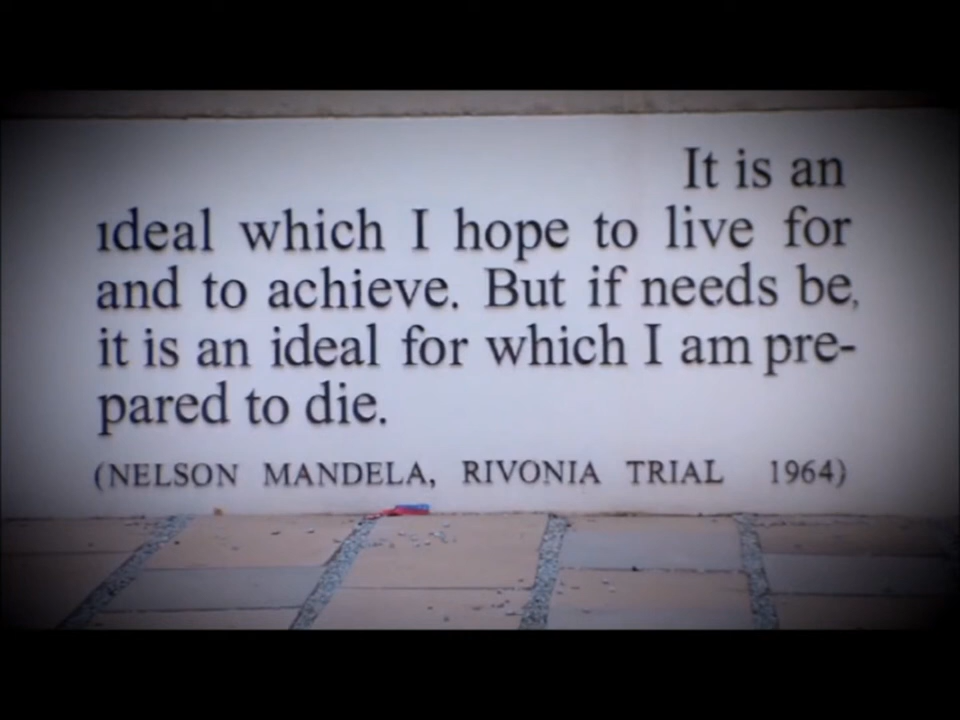 It is an
ideal which I hope to live for
and to achieve. But if needs be,
it is an ideal for which I am pre-
pared to die.
(NELSON MANDELA, RIVONIA TRIAL 1964)